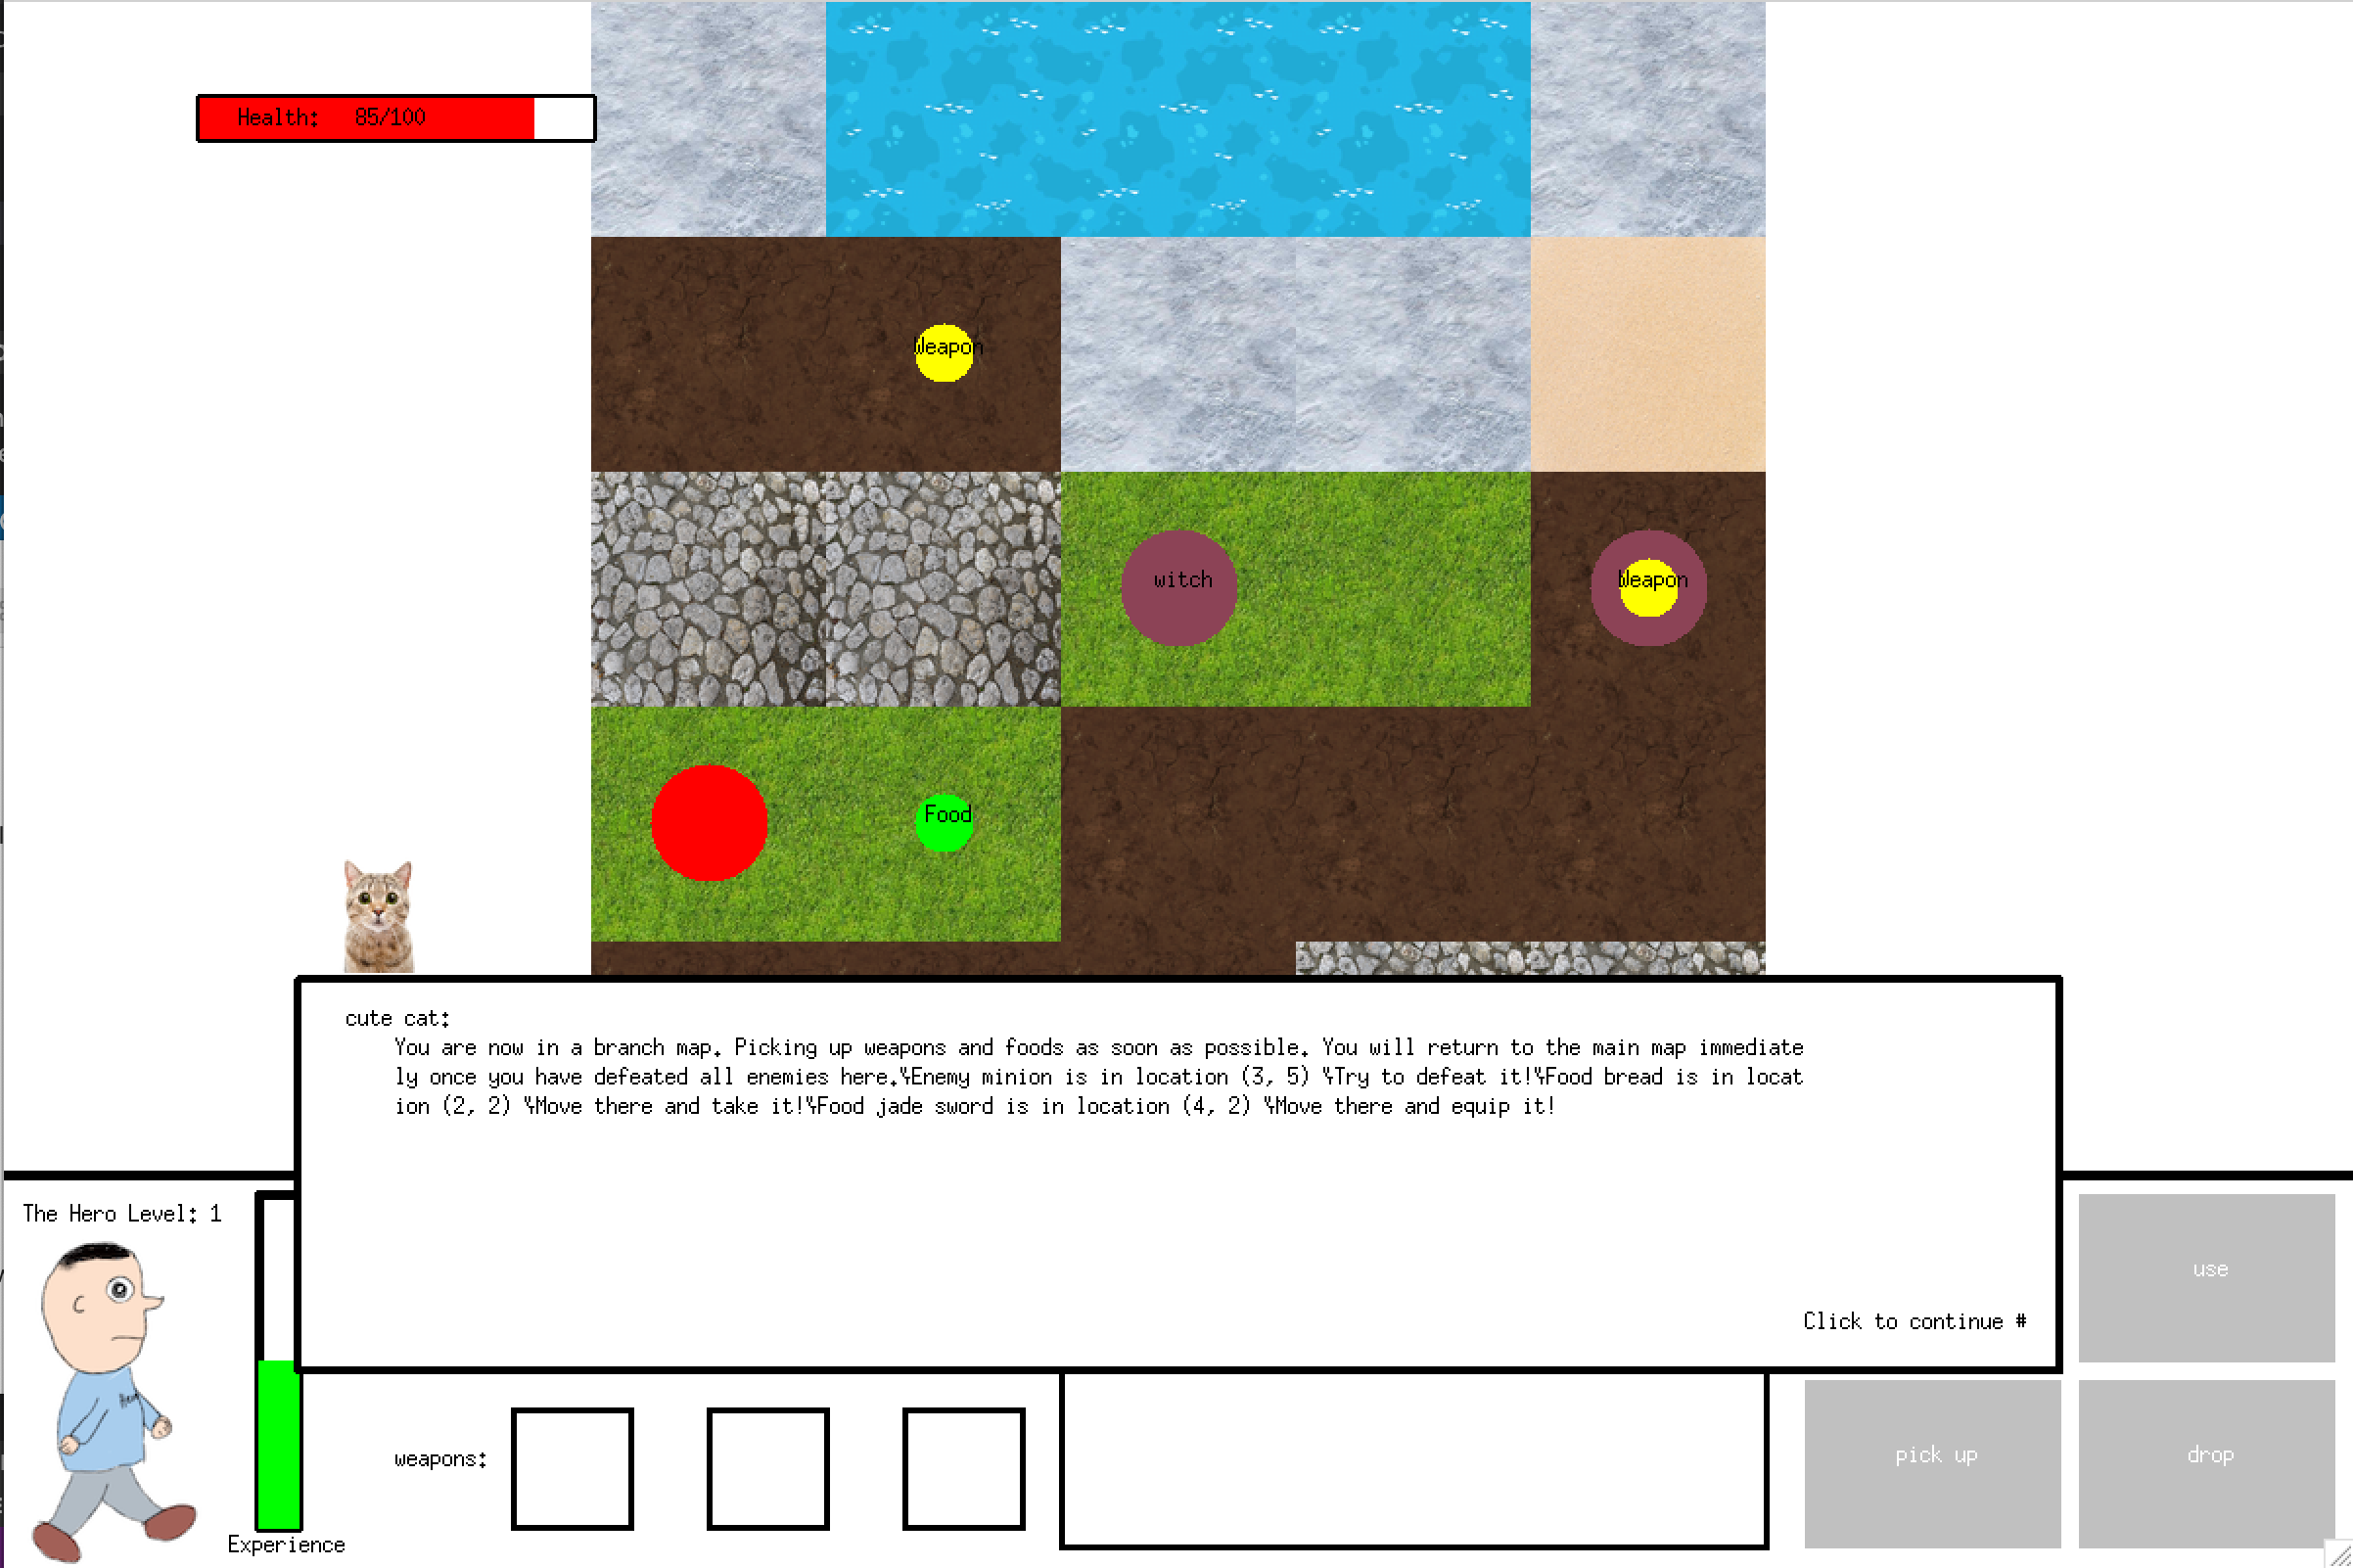 Health: 85/100
Weapon
witch
Weapon
Food
cute cat:
You are now in a branch map. Picking up weapons and foods as soon as possible. You will return to the main map immediate
ly once you have defeated all enemies here.\Enemy minion is in location (3, 5) \Try to defeat it!\Food bread is in locat
ion (2, 2) \Move there and take it!\Food jade sword is in location (4, 2) \Move there and equip it!
Click to continue #
The Hero Level: 1
Hero
Experience
weapons:
use
pick up
drop